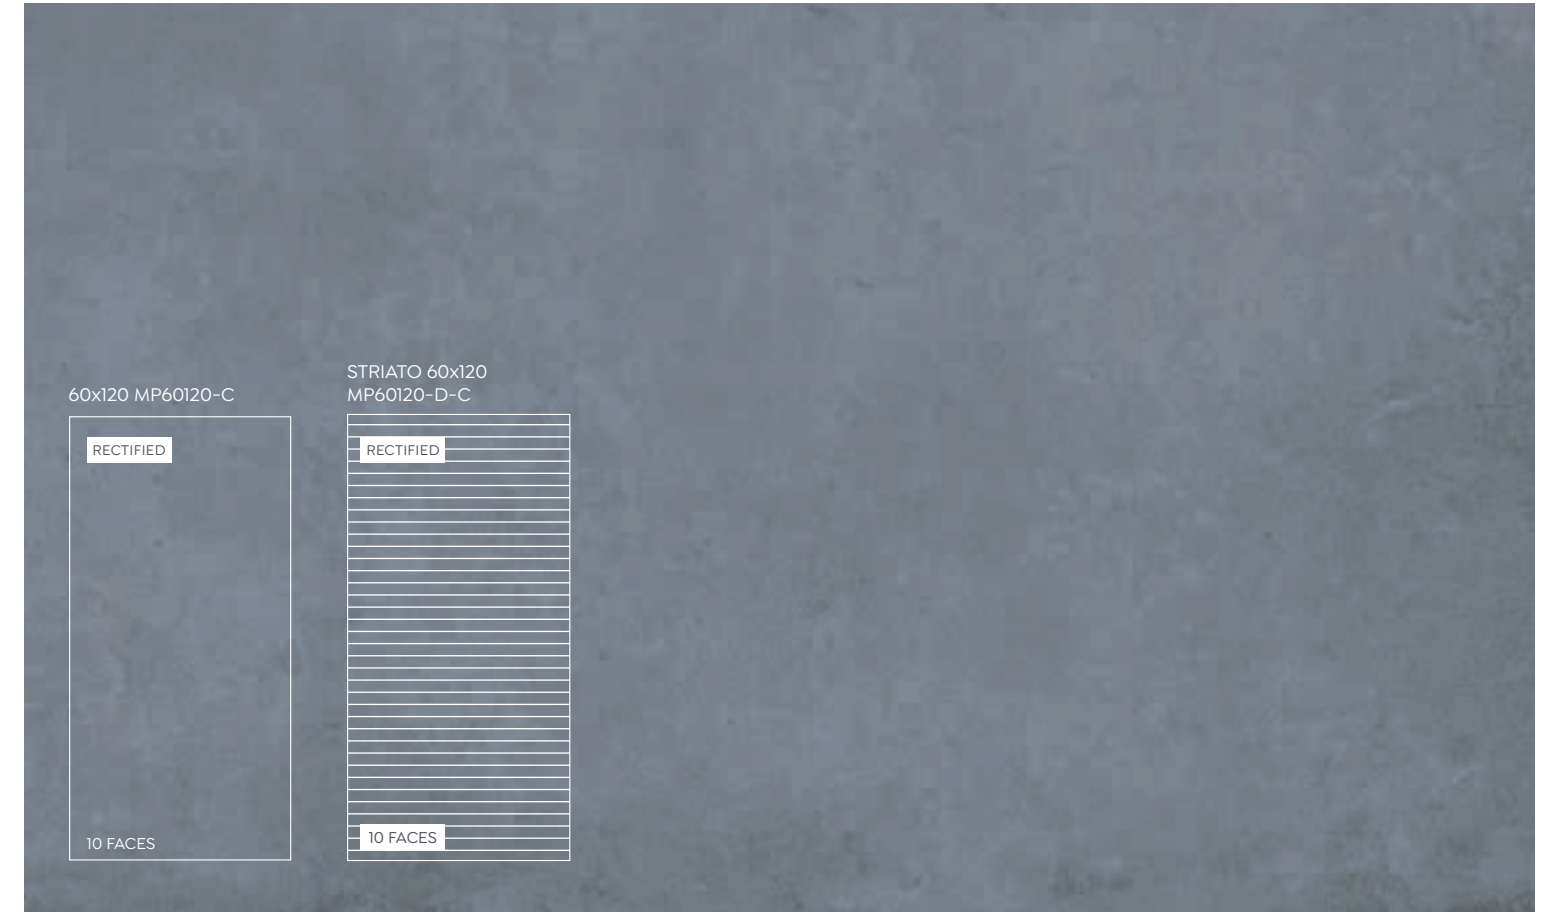 60x120 MP60120-C
RECTIFIED
10 FACES
STRIATO 60x120
MP60120-D-C
RECTIFIED
10 FACES